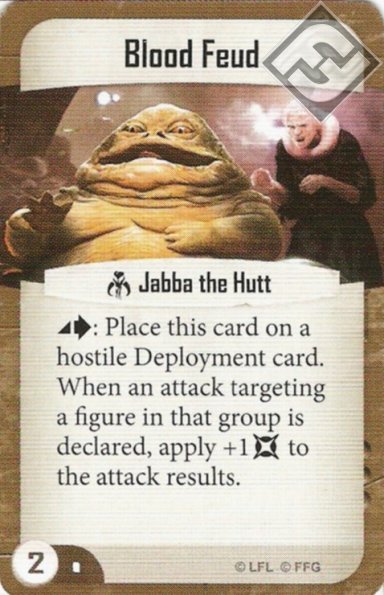 Blood Feud
Jabba the Hutt
: Place this card on a
hostile Deployment card.
When an attack targeting
a figure in that group is
declared, apply +1 to
the attack results.
2
© LFL © FFG